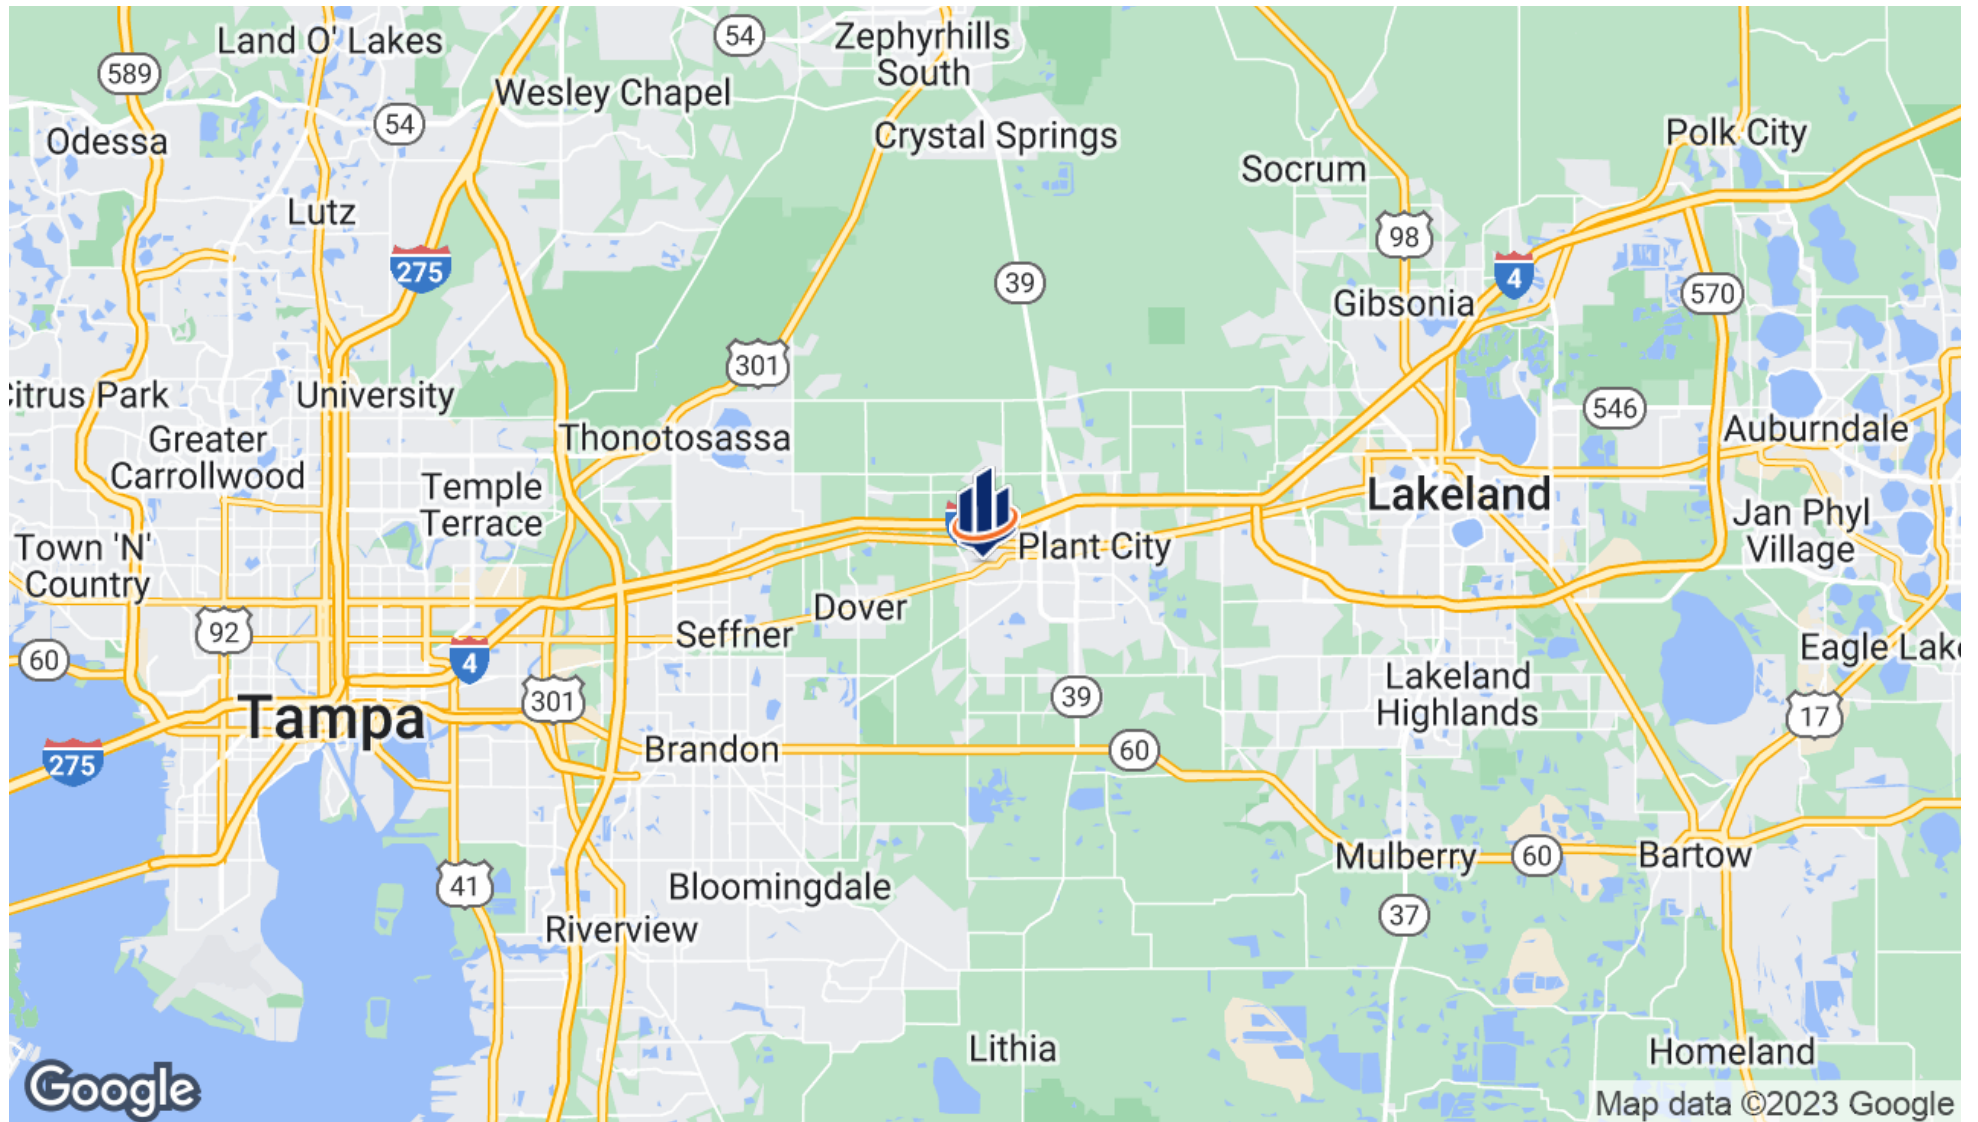 Land O' Lakes
54
Zephyrhills
South
589
Wesley Chapel
54
Odessa
Crystal Springs
Polk City
Socrum
Lutz
98
275
4
39
570
Gibsonia
301
University
itrus Park
546
Auburndale
Greater
Carrollwood
Thonotosassa
Temple
Terrace
Lakeland
Jan Phyl
Village
Plant City
Town 'N'
Country
Dover
92
Seffner
60
4
Eagle Lake
Lakeland
Highlands
301
39
17
Tampa
Brandon
60
275
Mulberry
60
Bartow
41
Bloomingdale
37
Riverview
Lithia
Homeland
Google
Map data ©2023 Google